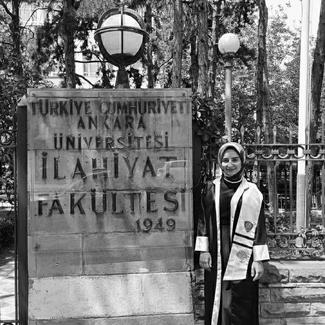 TÜRKİYE CUMHURİYETİ
ANKARA
ÜNİVERSİTESİ
İLAHİYAT
FAKÜLTESİ
1949